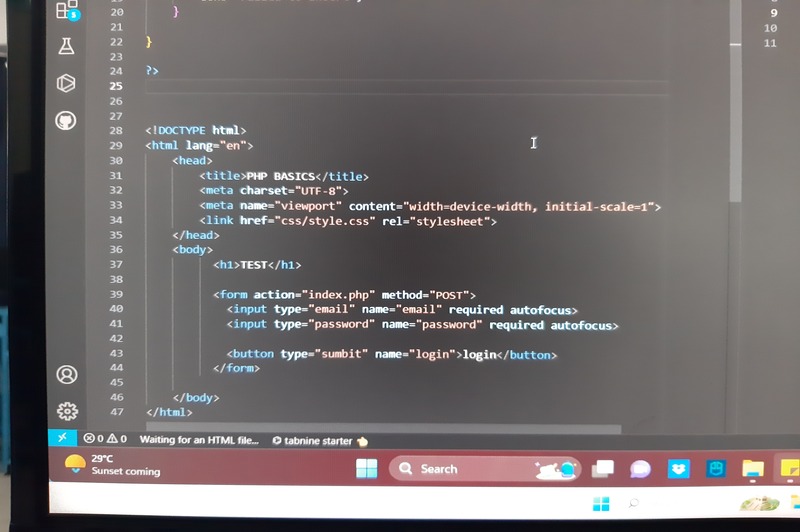 20 }
21
22 }
23
24 ?>
25
26
27
28 <!DOCTYPE html>
29 <html lang="en">
30 <head>
31 <title>PHP BASICS</title>
32 <meta charset="UTF-8">
33 <meta name="viewport" content="width=device-width, initial-scale=1">
34 <link href="css/style.css" rel="stylesheet">
35 </head>
36 <body>
37 <h1>TEST</h1>
38
39 <form action="index.php" method="POST">
40 <input type="email" name="email" required autofocus>
41 <input type="password" name="password" required autofocus>
42
43 <button type="sumbit" name="login">login</button>
44 </form>
45
46 </body>
47 </html>
9
10
11
5
0 0 Waiting for an HTML file... tabnine starter
29°C
Sunset coming
Search